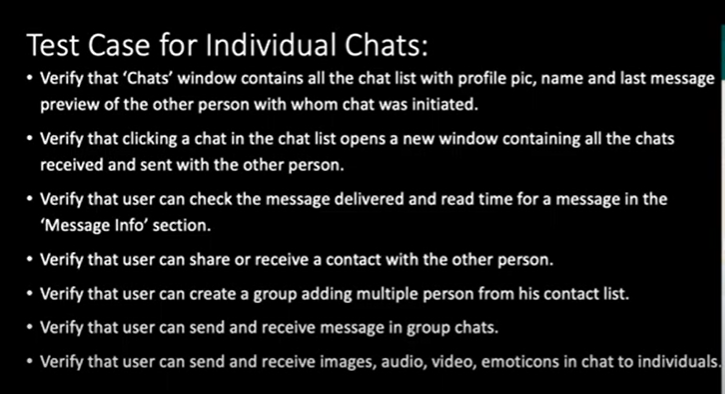 Test Case for Individual Chats:
• Verify that ‘Chats’ window contains all the chat list with profile pic, name and last message
preview of the other person with whom chat was initiated.
• Verify that clicking a chat in the chat list opens a new window containing all the chats
received and sent with the other person.
• Verify that user can check the message delivered and read time for a message in the
‘Message Info’ section.
• Verify that user can share or receive a contact with the other person.
• Verify that user can create a group adding multiple person from his contact list.
• Verify that user can send and receive message in group chats.
• Verify that user can send and receive images, audio, video, emoticons in chat to individuals.